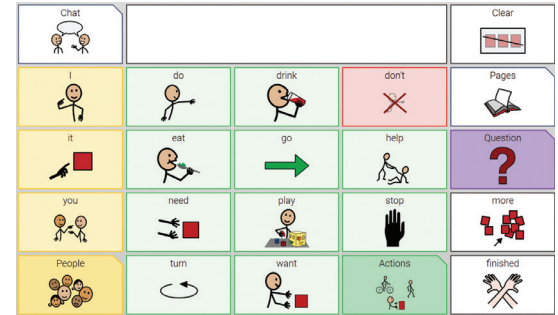 Chat
Clear
I
do
drink
don't
Pages
it
eat
go
help
Question
you
need
play
stop
more
People
turn
want
Actions
finished